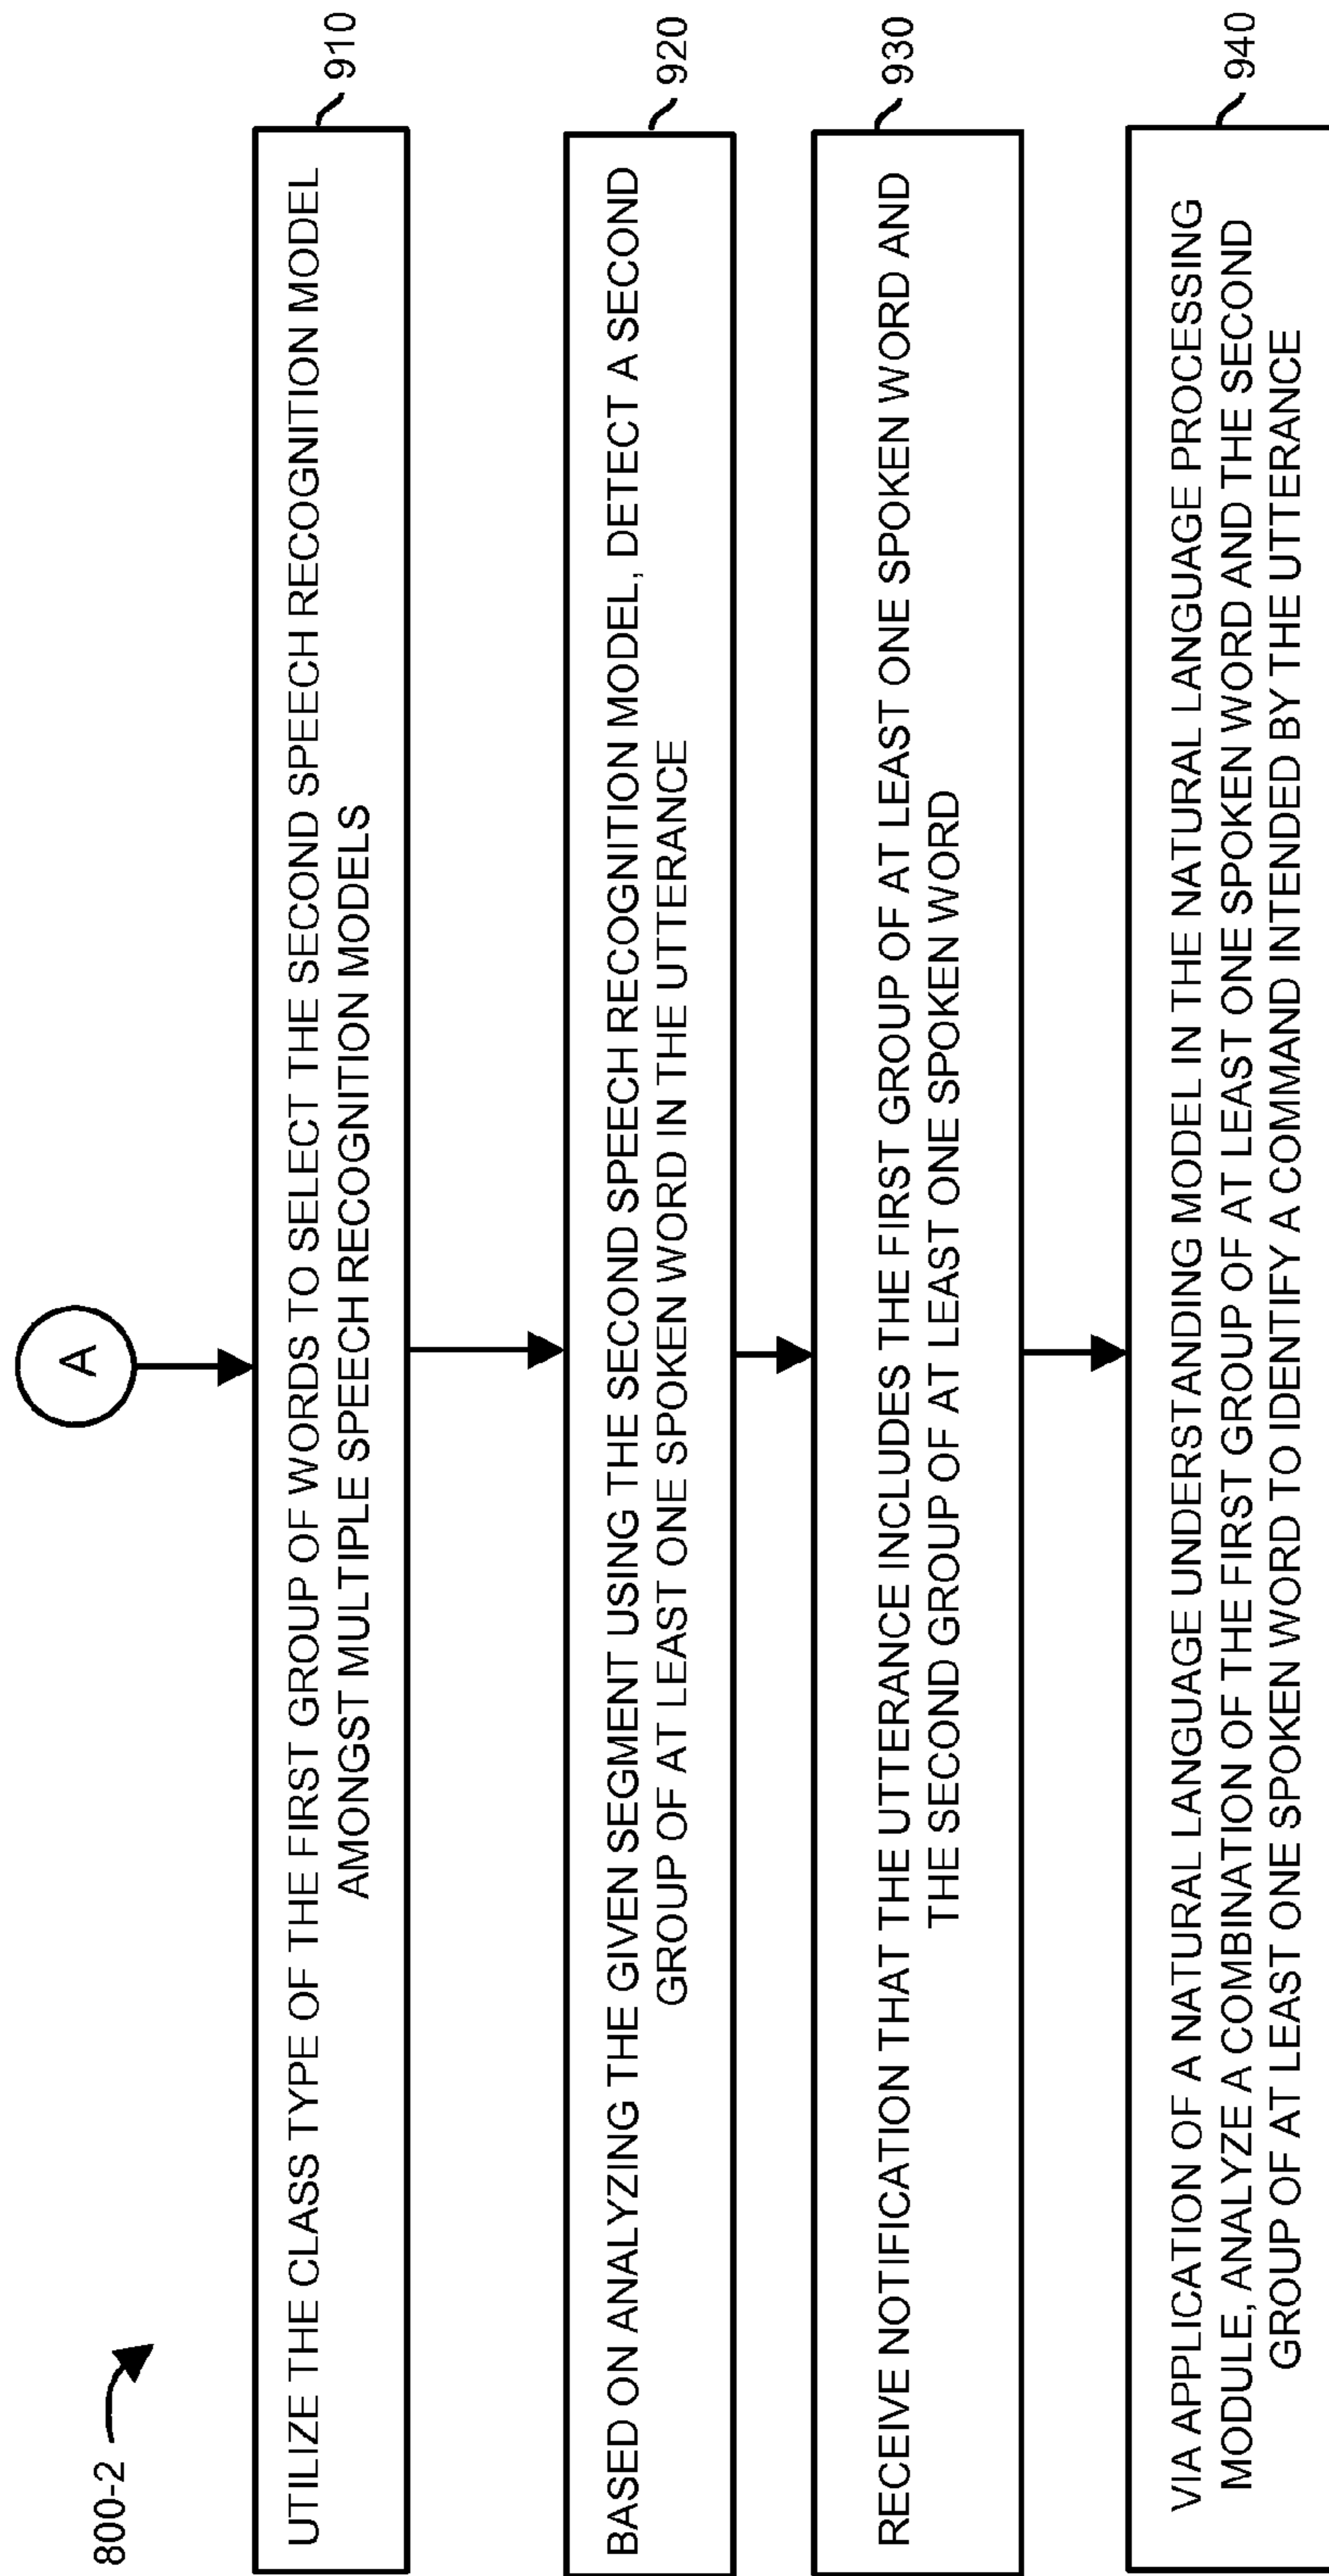 800-2
A
UTILIZE THE CLASS TYPE OF THE FIRST GROUP OF WORDS TO SELECT THE SECOND SPEECH RECOGNITION MODEL
AMONGST MULTIPLE SPEECH RECOGNITION MODELS
910
BASED ON ANALYZING THE GIVEN SEGMENT USING THE SECOND SPEECH RECOGNITION MODEL, DETECT A SECOND
GROUP OF AT LEAST ONE SPOKEN WORD IN THE UTTERANCE
920
RECEIVE NOTIFICATION THAT THE UTTERANCE INCLUDES THE FIRST GROUP OF AT LEAST ONE SPOKEN WORD AND
THE SECOND GROUP OF AT LEAST ONE SPOKEN WORD
930
VIA APPLICATION OF A NATURAL LANGUAGE UNDERSTANDING MODEL IN THE NATURAL LANGUAGE PROCESSING
MODULE, ANALYZE A COMBINATION OF THE FIRST GROUP OF AT LEAST ONE SPOKEN WORD AND THE SECOND
GROUP OF AT LEAST ONE SPOKEN WORD TO IDENTIFY A COMMAND INTENDED BY THE UTTERANCE
940